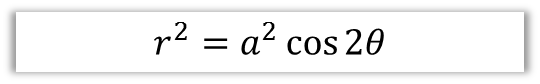 r² = a² cos 2θ